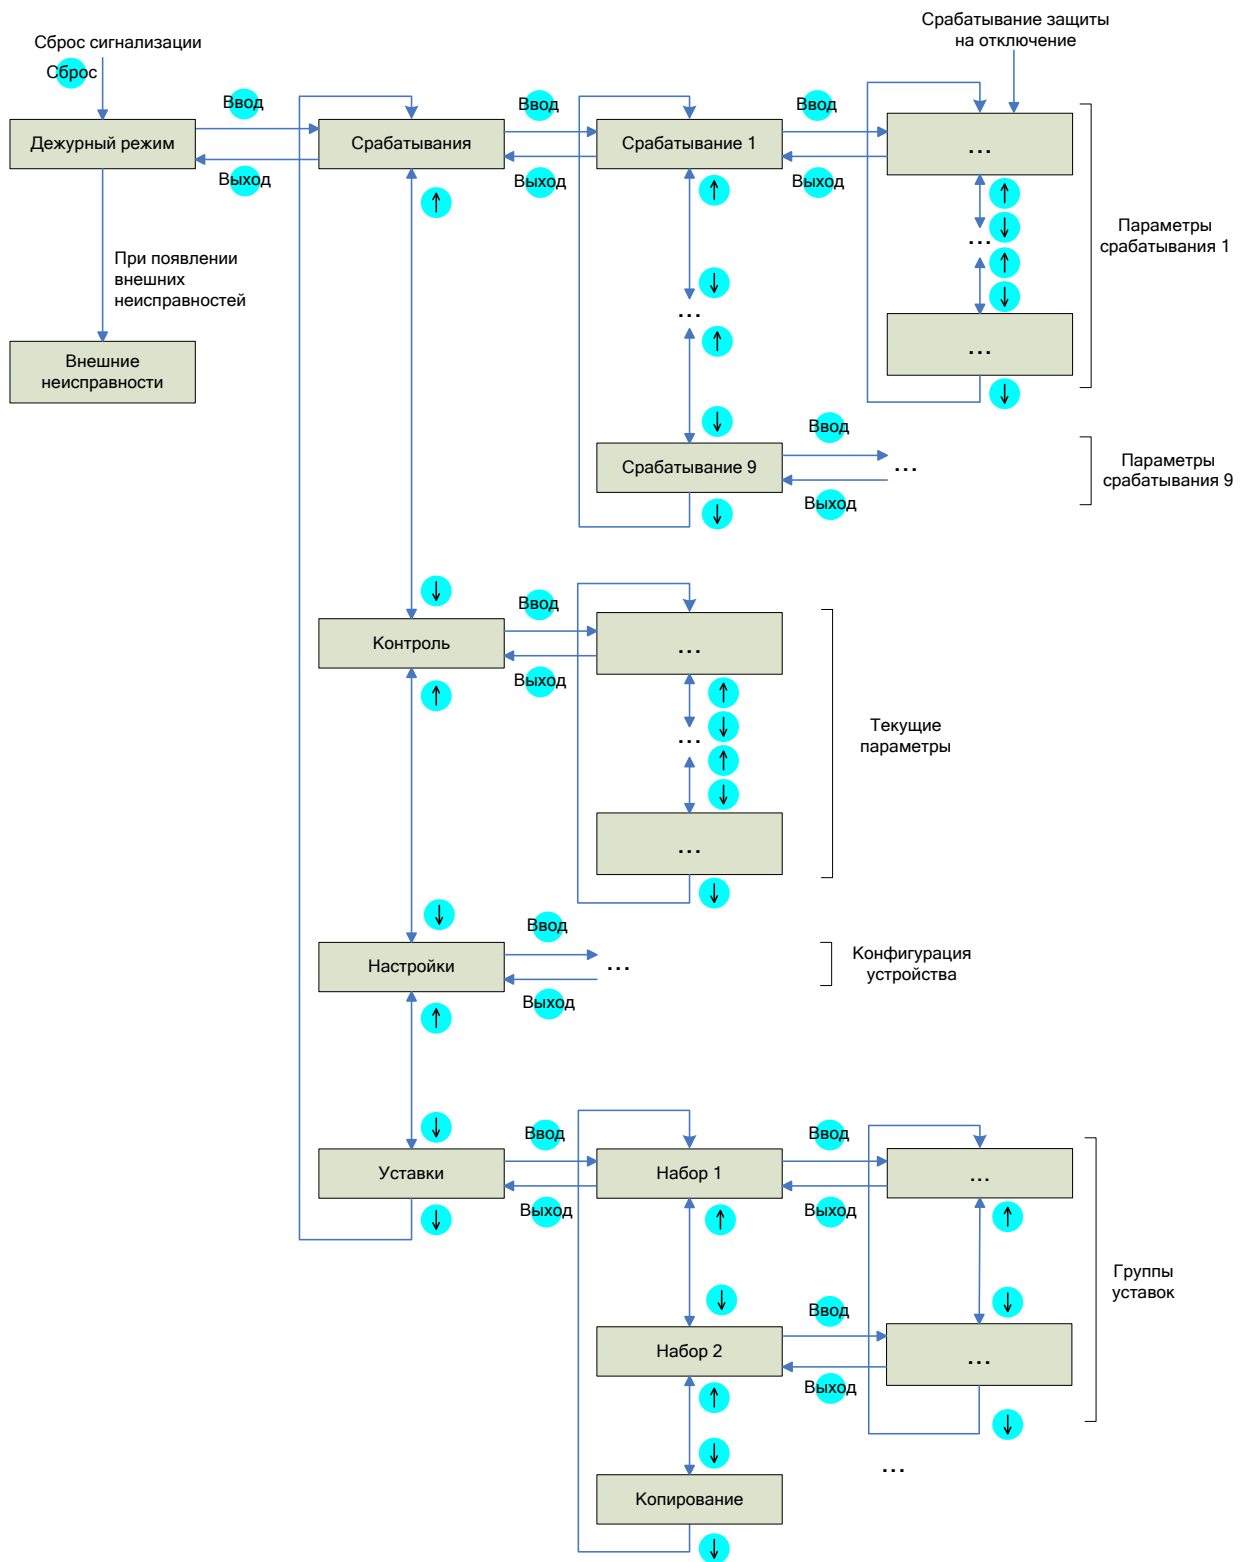 Сброс сигнализации
Сброс
Срабатывание защиты
на отключение
Ввод
Ввод
Ввод
Дежурный режим
Срабатывания
Срабатывание 1
...
Выход
Выход
Выход
↑
↑
↑
↓
Параметры
срабатывания 1
...
↑
При появлении
внешних
неисправностей
↓
↓
...
↑
...
Внешние
неисправности
↓
↓
Ввод
Срабатывание 9
...
Параметры
срабатывания 9
Выход
↓
↓
Ввод
Контроль
...
Выход
↑
↑
↓
...
↑
↓
Текущие
параметры
...
↓
↓
Ввод
Настройки
...
Конфигурация
устройства
Выход
↑
↓
Ввод
Ввод
Уставки
Набор 1
...
Выход
Выход
↓
↑
↑
Группы
уставок
↓
↓
Ввод
Набор 2
...
Выход
↑
↓
↓
...
Копирование
↓